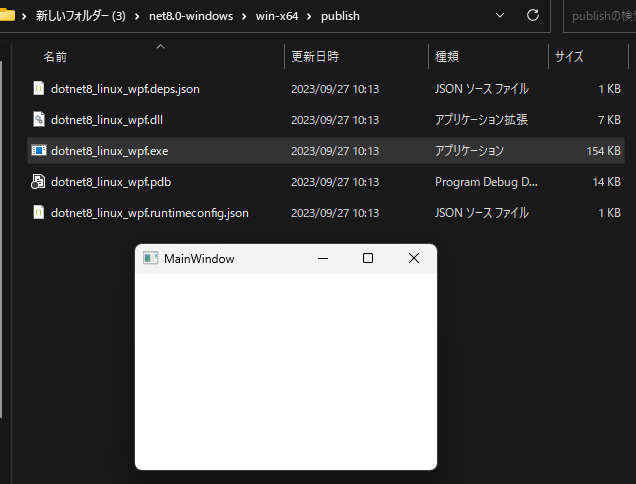 新しいフォルダー (3) > net8.0-windows > win-x64 > publish publishの検
名前 更新日時 種類 サイズ
dotnet8_linux_wpf.deps.json 2023/09/27 10:13 JSON ソース ファイル 1 KB
dotnet8_linux_wpf.dll 2023/09/27 10:13 アプリケーション拡張 7 KB
dotnet8_linux_wpf.exe 2023/09/27 10:13 アプリケーション 154 KB
dotnet8_linux_wpf.pdb 2023/09/27 10:13 Program Debug D... 14 KB
dotnet8_linux_wpf.runtimeconfig.json 2023/09/27 10:13 JSON ソース ファイル 1 KB
MainWindow